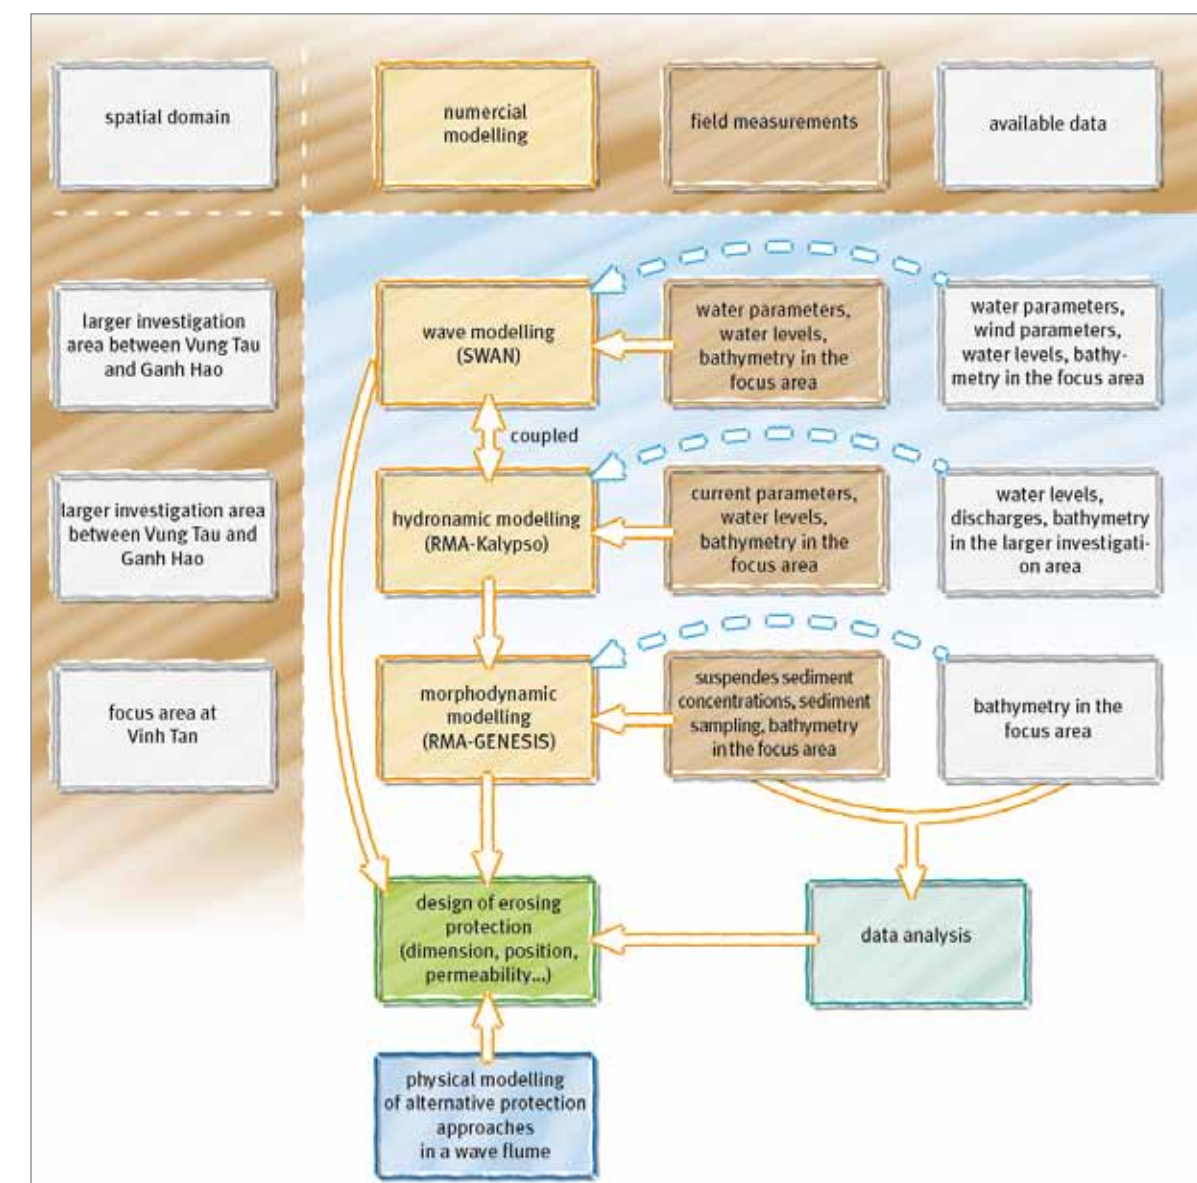 spatial domain
numercial
modelling
field measurements
available data
larger investigation
area between Vung Tau
and Ganh Hao
wave modelling
(SWAN)
water parameters,
water levels,
bathymetry in the
focus area
water parameters,
wind parameters,
water levels, bathy-
metry in the focus area
coupled
larger investigation area
between Vung Tau and
Ganh Hao
hydronamic modelling
(RMA-Kalypso)
current parameters,
water levels,
bathymetry in the
focus area
water levels,
discharges, bathymetry
in the larger investigati-
on area
focus area at
Vinh Tan
morphodynamic
modelling
(RMA-GENESIS)
suspendes sediment
concentrations, sediment
sampling, bathymetry
in the focus area
bathymetry in the
focus area
design of erosing
protection
(dimension, position,
permeability...)
data analysis
physical modelling
of alternative protection
approaches
in a wave flume